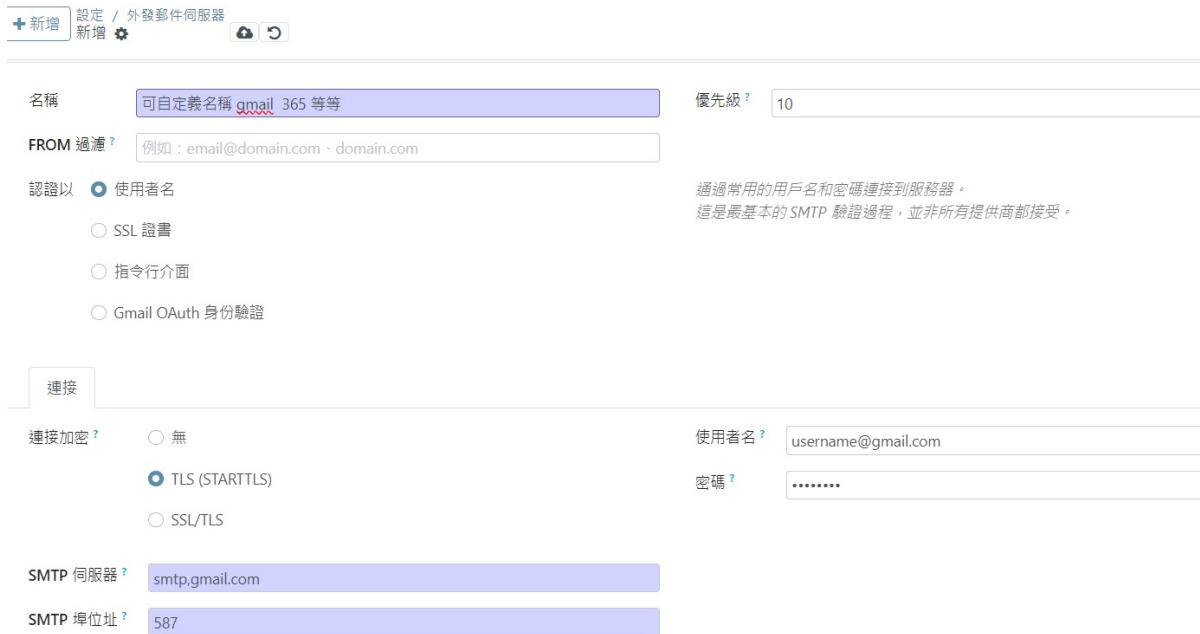 新增
設定 / 外發郵件伺服器
新增
名稱 可自定義名稱 gmail 365 等等 優先級 ? 10
FROM 過濾 ? 例如:email@domain.com、domain.com
認證以 使用者名 通過常用的用戶名和密碼連接到服務器。
這是最基本的 SMTP 驗證過程,並非所有提供商都接受。
SSL 證書
指令行介面
Gmail OAuth 身份驗證
連接
連接加密 ? 無 使用者名 ? username@gmail.com
TLS (STARTTLS) 密碼 ? ••••••••
SSL/TLS
SMTP 伺服器 ? smtp,gmail.com
SMTP 埠位址 ? 587